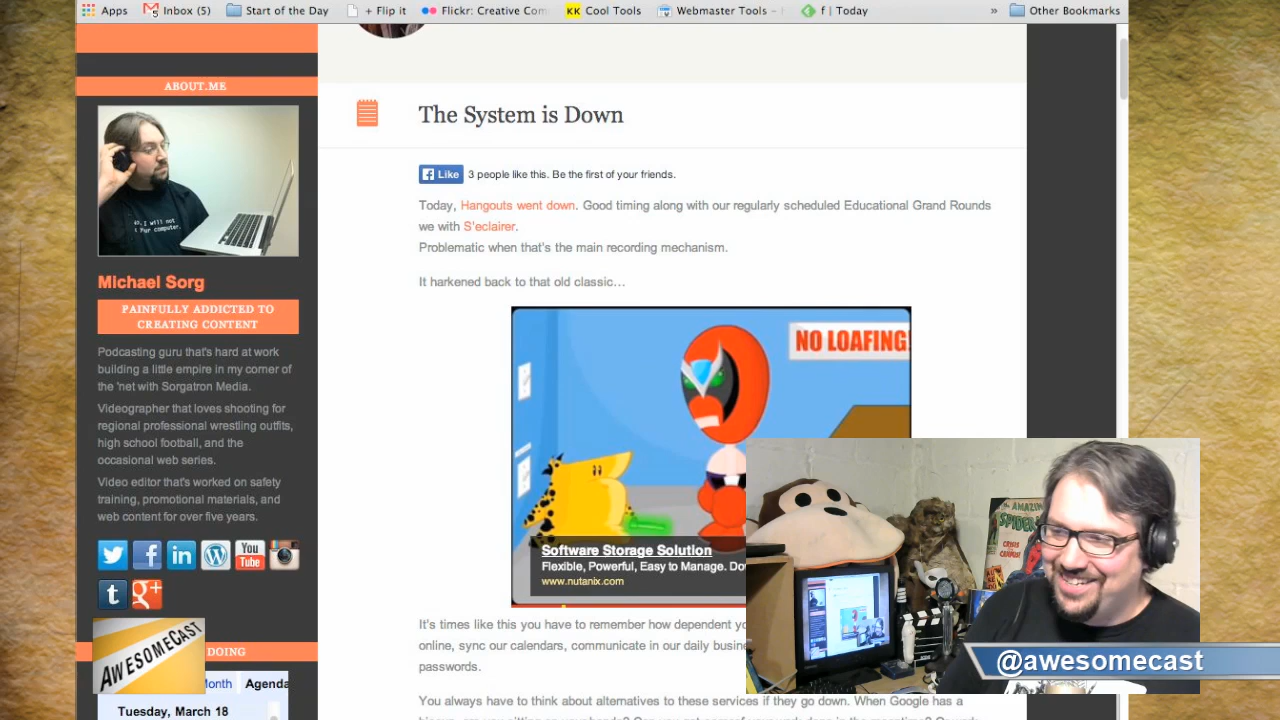 Apps
Inbox (5)
Start of the Day
+ Flip it
Flickr: Creative Com
KK Cool Tools
Webmaster Tools -
f | Today
»
Other Bookmarks
ABOUT.ME
Michael Sorg
PAINFULLY ADDICTED TO
CREATING CONTENT
Podcasting guru that's hard at work
building a little empire in my corner of
the 'net with Sorgatron Media.
Videographer that loves shooting for
regional professional wrestling outfits,
high school football, and the
occasional web series.
Video editor that's worked on safety
training, promotional materials, and
web content for over five years.
You
Tube
AWESOMECAST
DOING
Month
Agenda
Tuesday, March 18
The System is Down
Like
3 people like this. Be the first of your friends.
Today, Hangouts went down. Good timing along with our regularly scheduled Educational Grand Rounds
we with S'eclairer.
Problematic when that's the main recording mechanism.
It harkened back to that old classic…
NO LOAFING!
Software Storage Solution
Flexible, Powerful, Easy to Manage.
www.nutanix.com
It's times like this you have to remember how dependent
online, sync our calendars, communicate in our daily
passwords.
You always have to think about alternatives to these services if they go down. When Google has a
THE AMAZING
SPIDER
@awesomecast